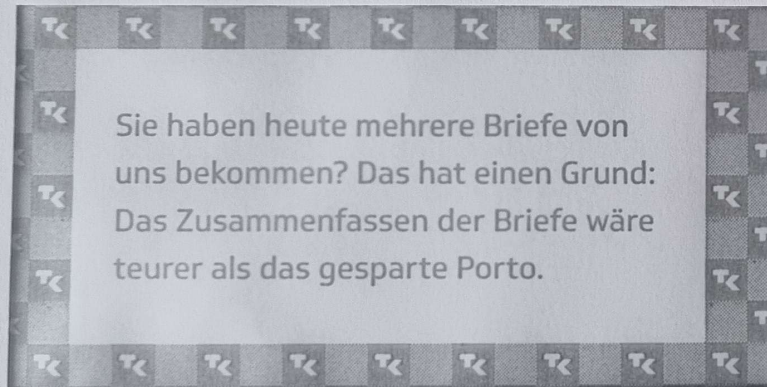 Sie haben heute mehrere Briefe von
uns bekommen? Das hat einen Grund:
Das Zusammenfassen der Briefe wäre
teurer als das gesparte Porto.